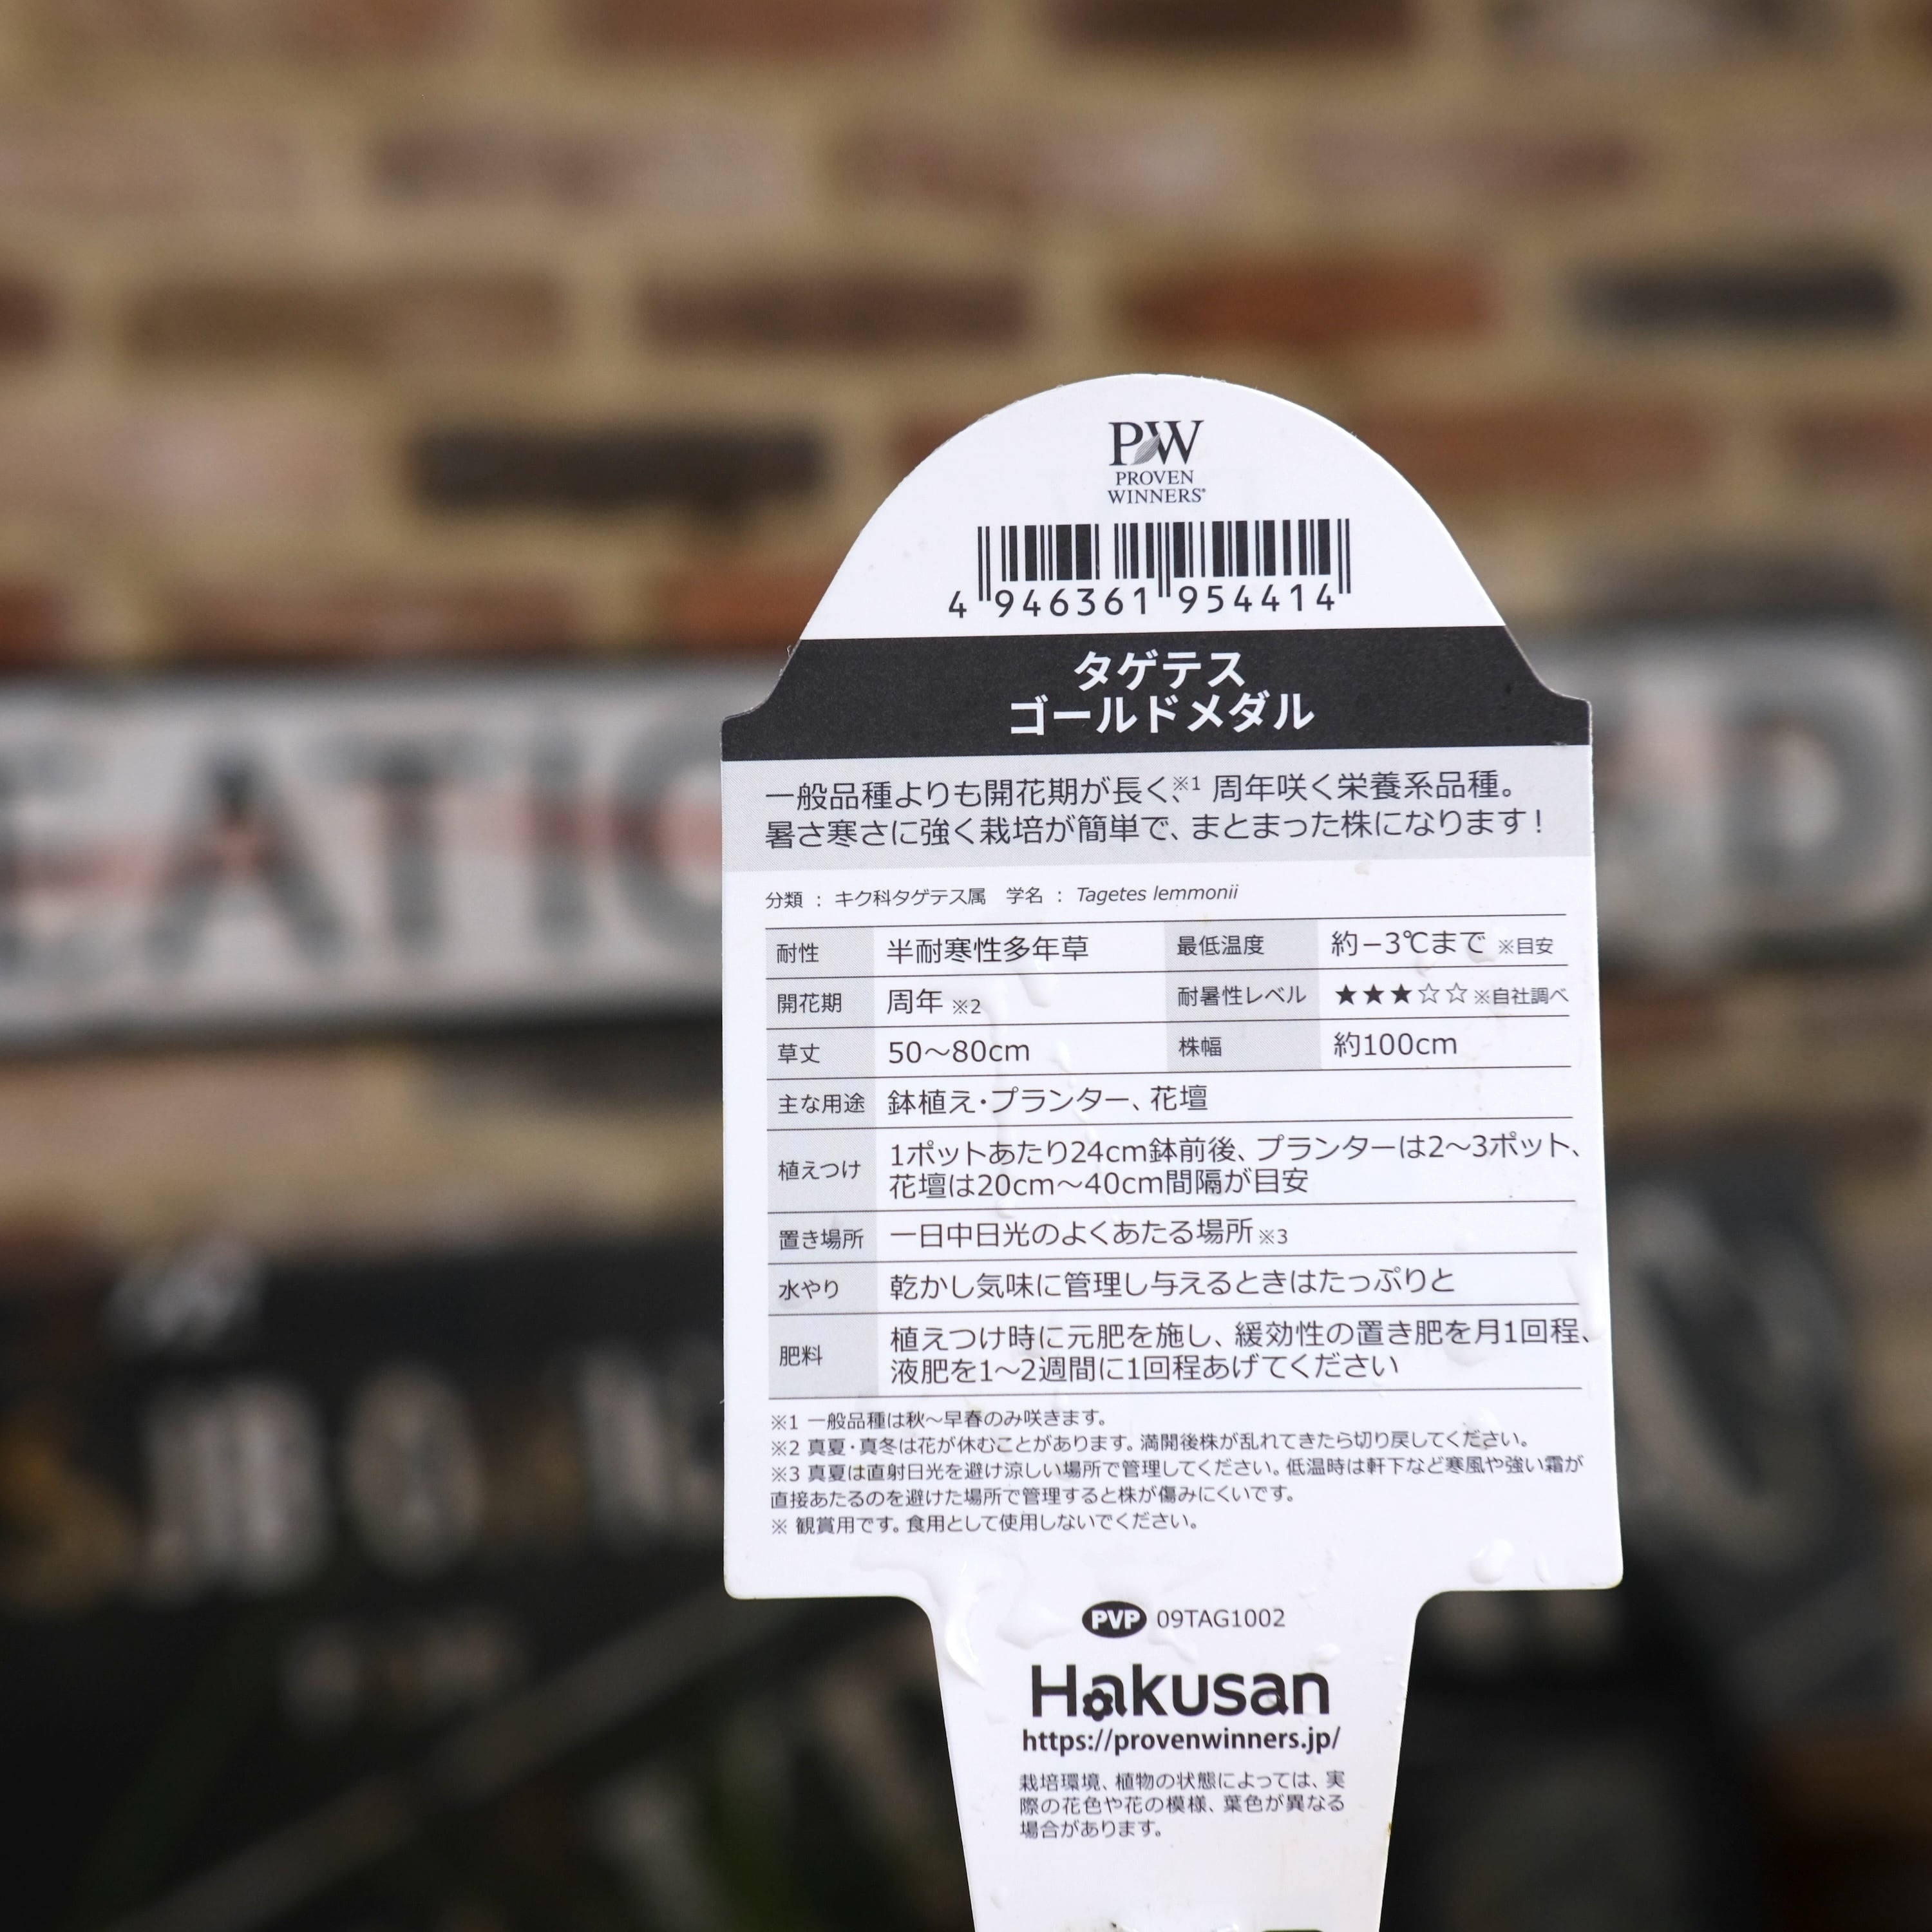 PW
PROVEN
WINNERS®
4 946361 954414
タゲテス
ゴールドメダル
一般品種よりも開花期が長く、※1 周年咲く栄養系品種。
暑さ寒さに強く栽培が簡単で、まとまった株になります!
分類 : キク科タゲテス属 学名 : Tagetes lemmonii
耐性 半耐寒性多年草 最低温度 約−3℃まで ※目安
開花期 周年 ※2 耐暑性レベル ★★★☆☆ ※自社調べ
草丈 50〜80cm 株幅 約100cm
主な用途 鉢植え・プランター、花壇
植えつけ 1ポットあたり24cm鉢前後、プランターは2〜3ポット、
花壇は20cm〜40cm間隔が目安
置き場所 一日中日光のよくあたる場所 ※3
水やり 乾かし気味に管理し与えるときはたっぷりと
肥料 植えつけ時に元肥を施し、緩効性の置き肥を月1回程、
液肥を1〜2週間に1回程あげてください
※1 一般品種は秋〜早春のみ咲きます。
※2 真夏・真冬は花が休むことがあります。満開後株が乱れてきたら切り戻してください。
※3 真夏は直射日光を避け涼しい場所で管理してください。低温時は軒下など寒風や強い霜が
直接あたるのを避けた場所で管理すると株が傷みにくいです。
※ 観賞用です。食用として使用しないでください。
PVP 09TAG1002
Hakusan
https://provenwinners.jp/
栽培環境、植物の状態によっては、実
際の花色や花の模様、葉色が異なる
場合があります。